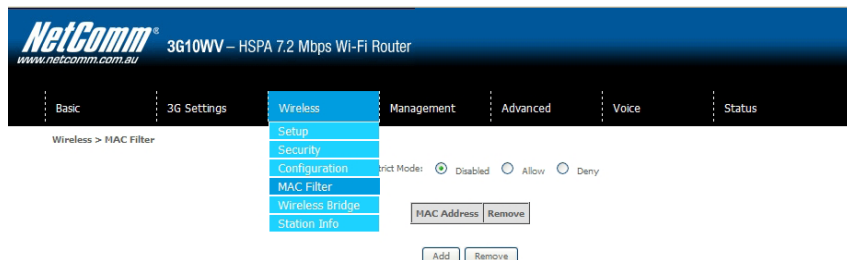 NetComm®
www.netcomm.com.au
3G10WV – HSPA 7.2 Mbps Wi-Fi Router
Basic 3G Settings Wireless Management Advanced Voice Status
Wireless > MAC Filter
Setup
Security
Configuration
MAC Filter
Wireless Bridge
Station Info
trict Mode: Disabled Allow Deny
MAC Address Remove
Add Remove